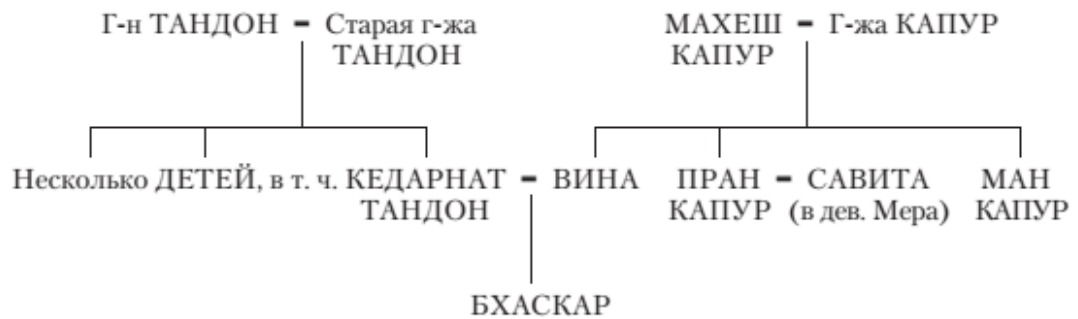 Г-н ТАНДОН – Старая г-жа МАХЕШ – Г-жа КАПУР
ТАНДОН КАПУР
Несколько ДЕТЕЙ, в т. ч. КЕДАРНАТ – ВИНА ПРАН – САВИТА МАН
ТАНДОН КАПУР (в дев. Мера) КАПУР
БХАСКАР